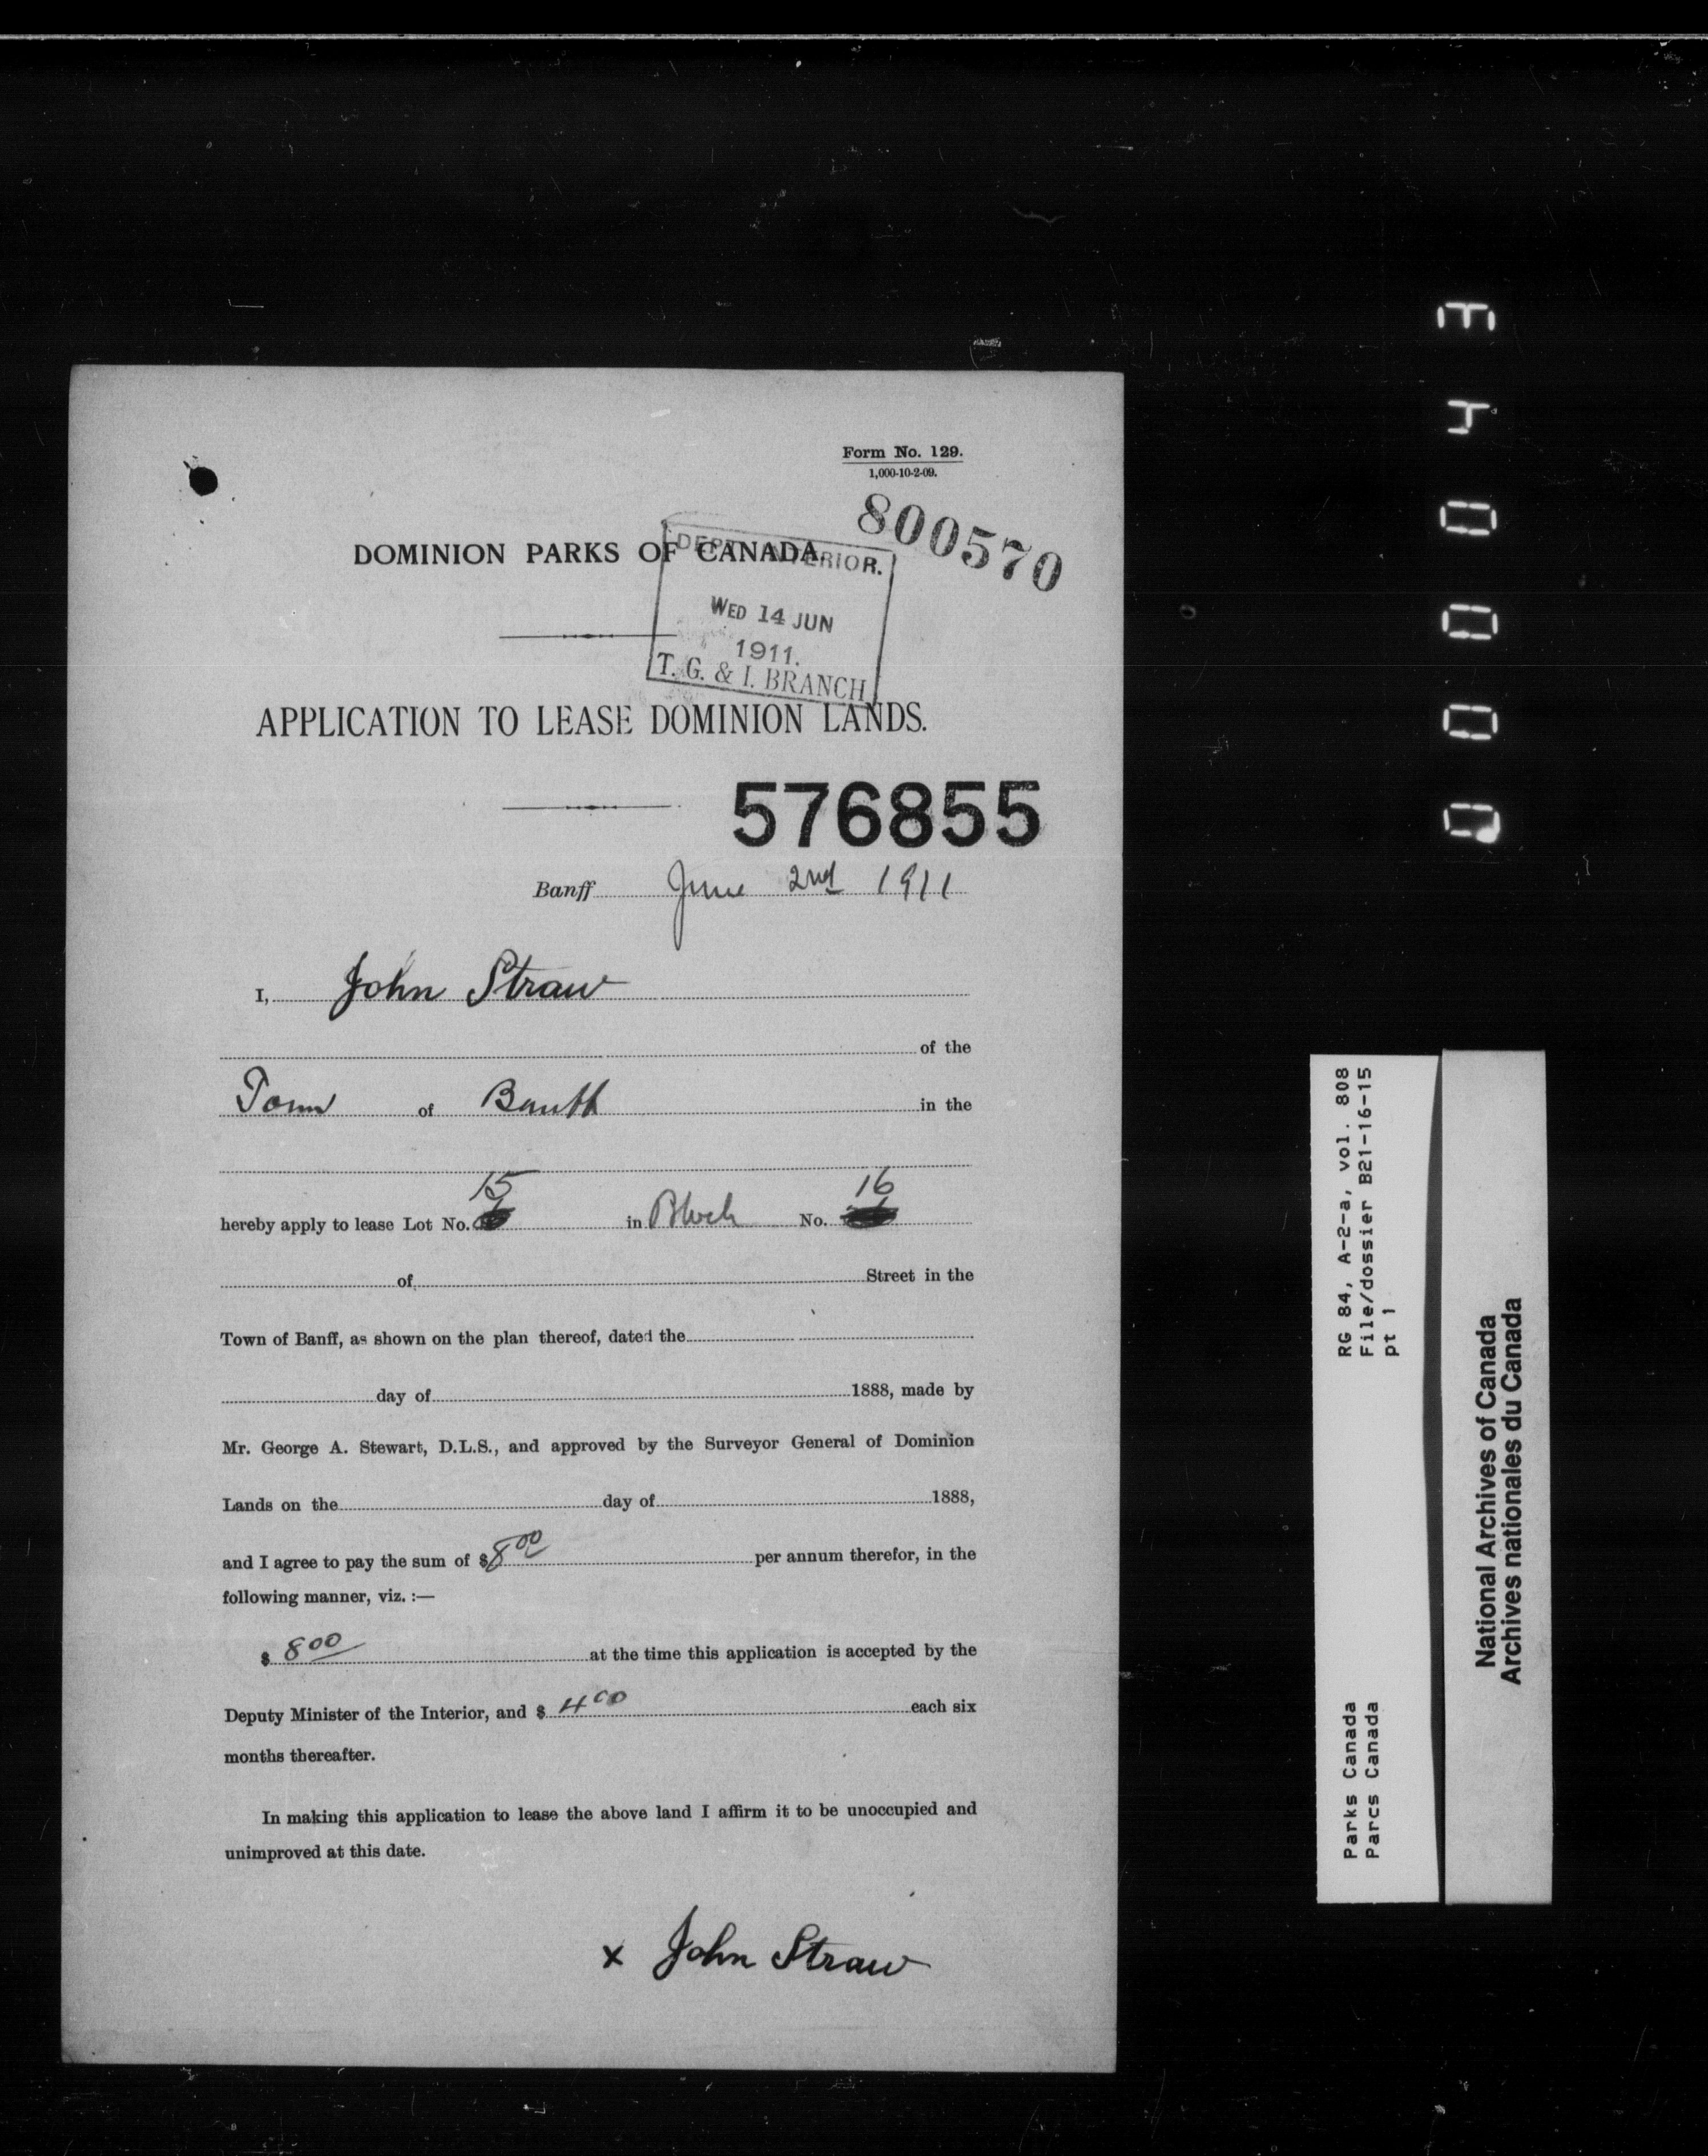 Form No. 129.
1,000-10-2-09.
800570
DOMINION PARKS OF CANADA.
DEPT. INTERIOR.
WED 14 JUN
1911.
T. G. & I. BRANCH
APPLICATION TO LEASE DOMINION LANDS.
576855
Banff June 2nd 1911
I, John Straw
of the
Town of Banff in the
15 16
hereby apply to lease Lot No. in Block No.
of Street in the
Town of Banff, as shown on the plan thereof, dated the
day of 1888, made by
Mr. George A. Stewart, D.L.S., and approved by the Surveyor General of Dominion
Lands on the day of 1888,
and I agree to pay the sum of $8 00 per annum therefor, in the
following manner, viz. :—
$ 8 00 at the time this application is accepted by the
Deputy Minister of the Interior, and $ 4 00 each six
months thereafter.
In making this application to lease the above land I affirm it to be unoccupied and
unimproved at this date.
x John Straw
RG 84, A-2-a, vol. 808
File/dossier B21-16-15
pt 1
Parks Canada
Parcs Canada
National Archives of Canada
Archives nationales du Canada